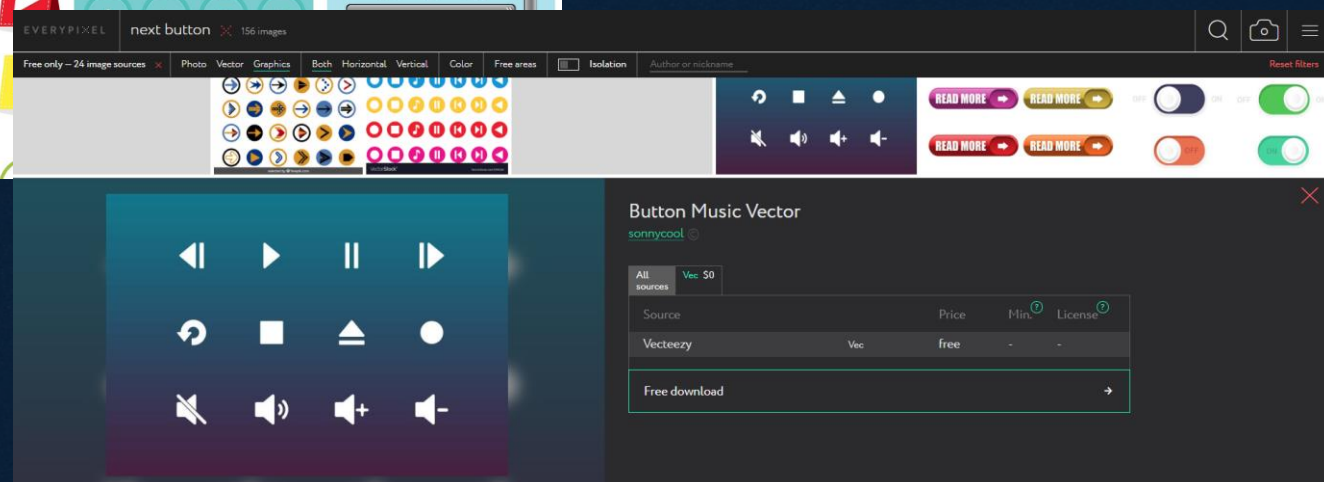 EVERYPIXEL next button 156 images
Free only – 24 image sources Photo Vector Graphics Both Horizontal Vertical Color Free areas Isolation Author or nickname Reset filters
READ MORE READ MORE OFF ON OFF
READ MORE READ MORE OFF ON
VectorStock
Button Music Vector
sonnycool
All sources Vec $0
Source Price Min. ? License ?
Vecteezy Vec free - -
Free download